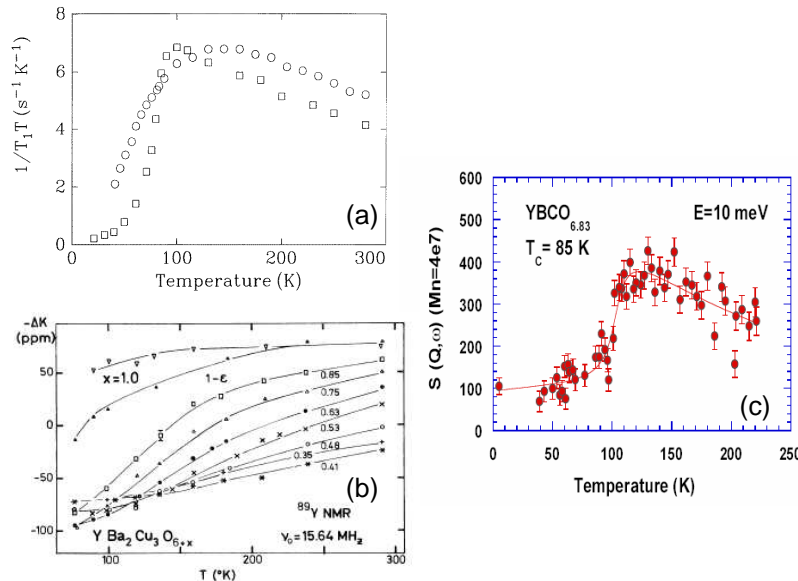 8
6
4
2
0
1/T₁T (s⁻¹ K⁻¹)
(a)
0
100
200
300
Temperature (K)
-ΔK
(ppm)
50
0
-50
-100
x=1.0
1-ε
0.85
0.75
0.63
0.53
0.48
0.35
0.41
(b)
⁸⁹Y NMR
Y Ba₂ Cu₃ O₆₊ₓ
ν₀=15.64 MHz
100
200
300
T (°K)
600
500
400
300
200
100
0
S (Q,ω) (Mn=4e7)
YBCO₆.₈₃
E=10 meV
T_C= 85 K
(c)
0
50
100
150
200
250
Temperature (K)